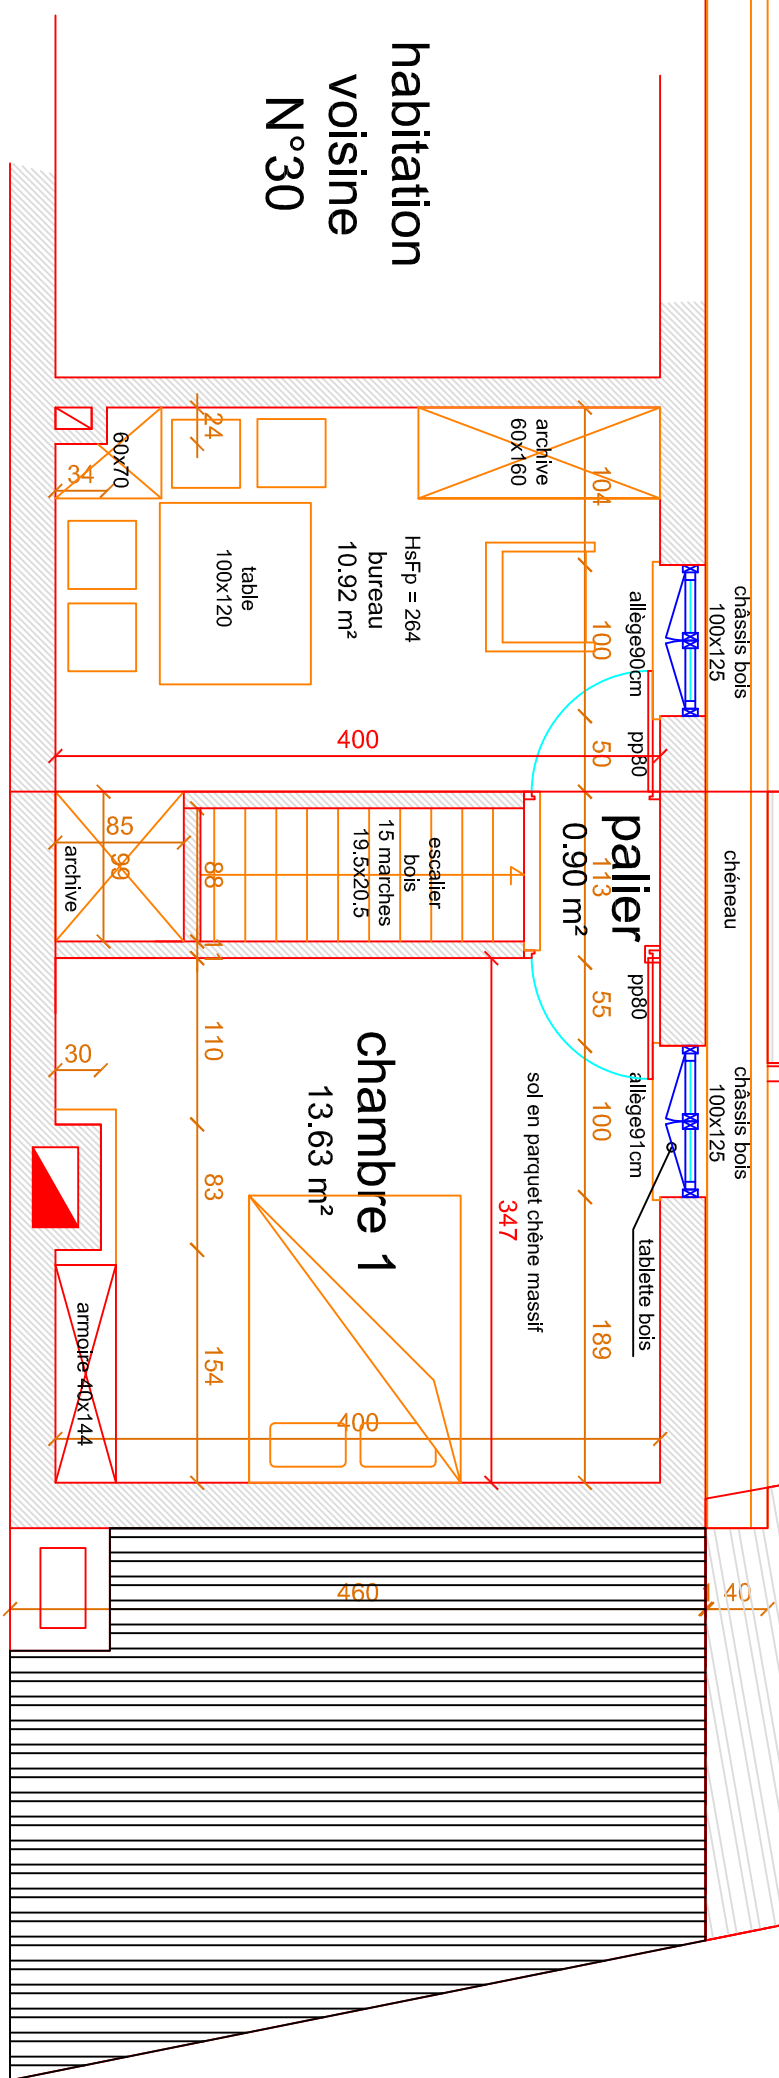 habitation
voisine
N°30
24
34
60x70
archive
60x160
104
HsFp = 264
bureau
10.92 m²
table
100x120
100
allège90cm
châssis bois
100x125
50
pp80
400
palier
0.90 m²
113
chéneau
85
99
archive
88
11
escalier
bois
15 marches
19.5x20.5
4
pp80
55
châssis bois
100x125
allège91cm
100
tablette bois
110
30
83
chambre 1
13.63 m²
sol en parquet chêne massif
347
189
154
armoire 40x144
400
460
40